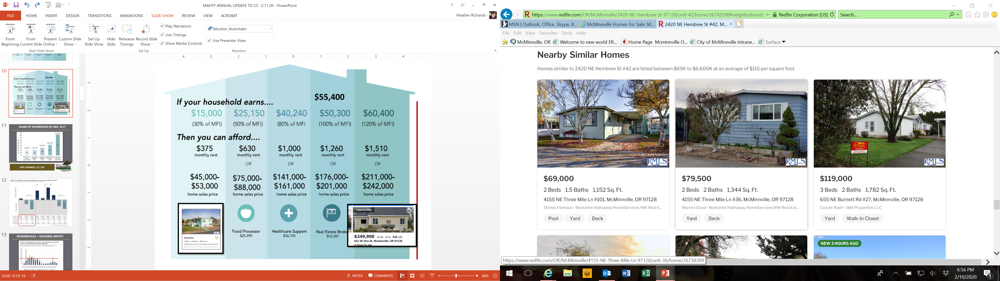 MAHTF ANNUAL UPDATE TO CC -2.11.20 - PowerPoint
FILE HOME INSERT DESIGN TRANSITIONS ANIMATIONS SLIDE SHOW REVIEW VIEW ACROBAT
Heather Richards
From Beginning
From Current Slide
Present Online
Custom Slide Show
Start Slide Show
Set Up Slide Show
Hide Slide
Rehearse Timings
Record Slide Show
Play Narrations
Use Timings
Show Media Controls
Set Up
Monitor: Automatic
Use Presenter View
Monitors
10
11
SHARE OF HOUSEHOLDS BY MHI, 2017
CITY COUNCIL. 2.11.20
12
13
MCMINNVILLE – HOUSING DEFICIT
$55,400
If your household earns....
$15,000 $25,150 $40,240 $50,300 $60,400
(30% of MFI) (50% of MFI) (80% of MFI (100% of MFI) (120% of MFI)
Then you can afford....
$375 $630 $1,000 $1,260 $1,510
monthly rent monthly rent monthly rent monthly rent monthly rent
OR OR OR OR
$45,000- $75,000- $141,000- $176,000- $211,000-
$53,000 $88,000 $161,000 $201,000 $242,000
home sales price home sales price home sales price home sales price home sales price
$39,900
2 Beds 1.5 Baths
2420 NE Hembree St #42, McMinnville, OR 97128
Food Processor
$25,490
Healthcare Support
$36,705
Real Estate Broke
$52,287
2 days on Zillow
Bella Casa Real Estate Group
$249,900 2 bds 1 ba 920 sqft
831 SE Vine St, Mcminnville, OR 97128
House for sale
SLIDE 10 OF 59
NOTES COMMENTS 88%
https://www.redfin.com/OR/McMinnville/2420-NE-Hembree-St-97128/unit-42/home/26742398#neighborhood-
Redfin Corporation [US]
Search...
MSN | Outlook, Office, Skype, B...
McMinnville Homes for Sale: M...
2420 NE Hembree St #42, M...
File Edit View Favorites Tools Help
McMinnville, OR
Welcome to new world ER...
Home Page Mcminnville O...
City of McMinnville Intrane...
Surface
Nearby Similar Homes
Homes similar to 2420 NE Hembree St #42 are listed between $69K to $6,600K at an average of $115 per square foot.
RMLS
$69,000
2 Beds 1.5 Baths 1,152 Sq. Ft.
4155 NE Three Mile Ln #101, McMinnville, OR 97128
Shirley Venhaus • Berkshire Hathaway HomeServices NW Real E...
Pool Yard Deck
RMLS
$79,500
2 Beds 2 Baths 1,344 Sq. Ft.
4155 NE Three Mile Ln #36, McMinnville, OR 97128
Warren Good • Berkshire Hathaway HomeServices NW Real Est...
Yard Deck
RMLS
$119,000
3 Beds 2 Baths 1,782 Sq. Ft.
655 NE Burnett Rd #27, McMinnville, OR 97128
Connie Abell • JMA Properties LLC
Yard Walk-In Closet
© 2020
NEW 3 HOURS AGO
https://www.redfin.com/OR/McMinnville/4155-NE-Three-Mile-Ln-97128/unit-36/home/26738309
6:56 PM
2/10/2020